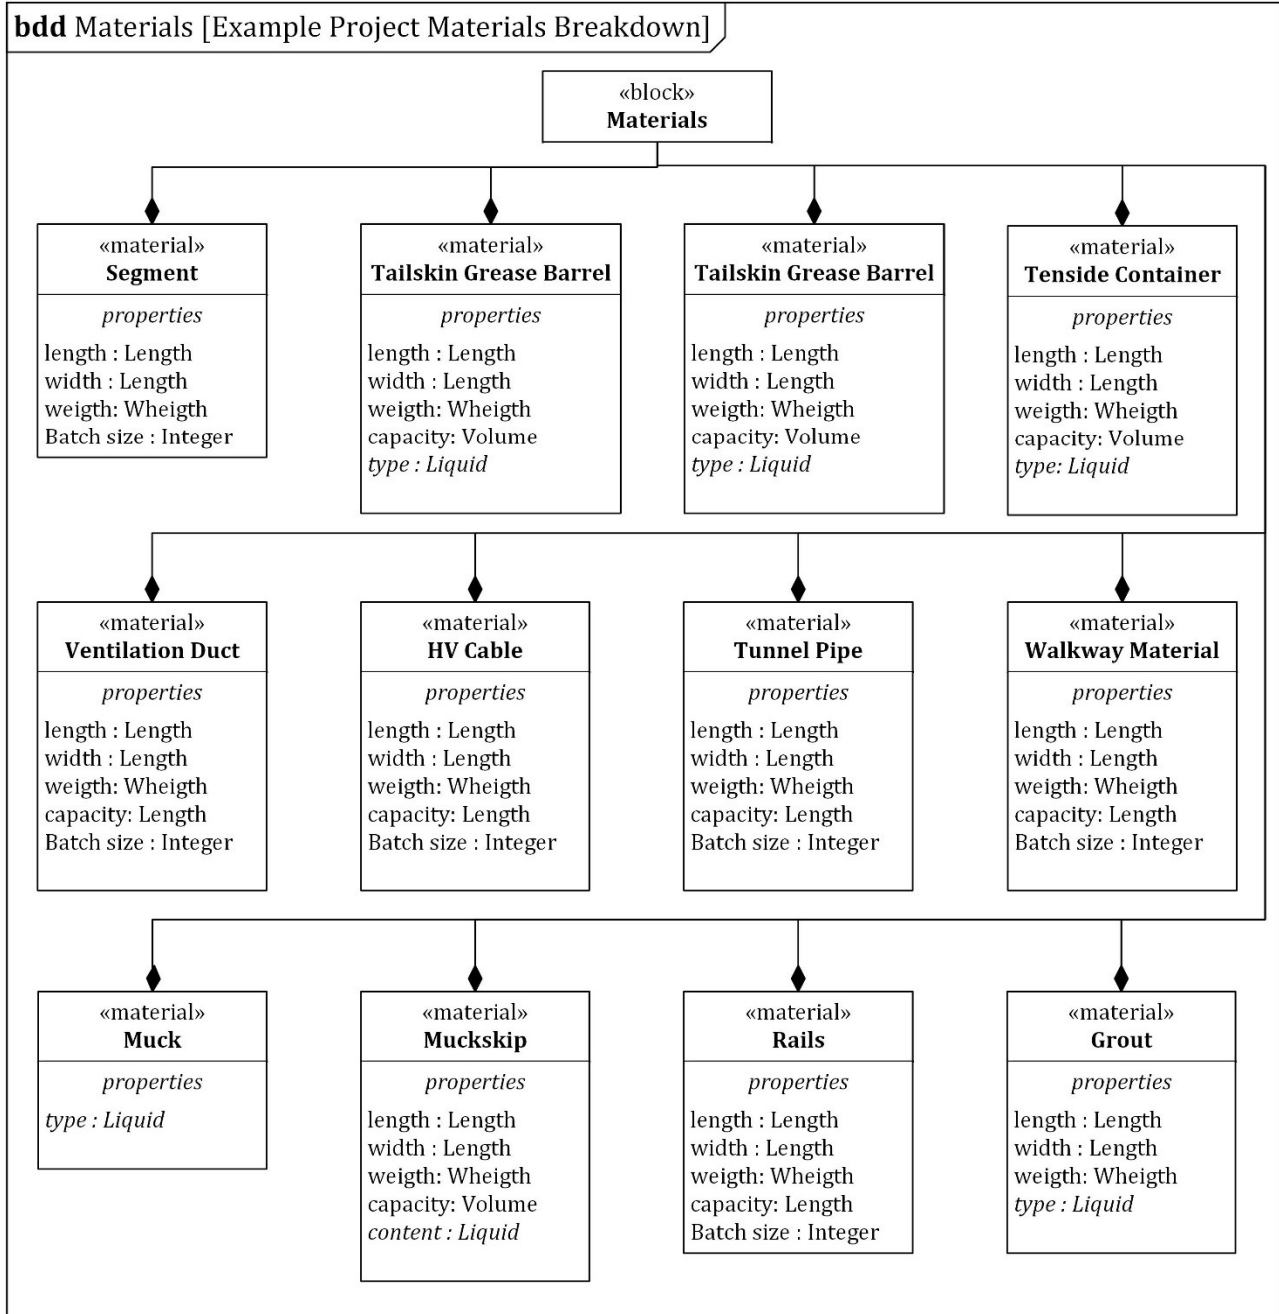 bdd Materials [Example Project Materials Breakdown]
«block»
Materials
«material»
Segment
properties
length : Length
width : Length
weigth: Wheigth
Batch size : Integer
«material»
Tailskin Grease Barrel
properties
length : Length
width : Length
weigth: Wheigth
capacity: Volume
type : Liquid
«material»
Tailskin Grease Barrel
properties
length : Length
width : Length
weigth: Wheigth
capacity: Volume
type : Liquid
«material»
Tenside Container
properties
length : Length
width : Length
weigth: Wheigth
capacity: Volume
type: Liquid
«material»
Ventilation Duct
properties
length : Length
width : Length
weigth: Wheigth
capacity: Length
Batch size : Integer
«material»
HV Cable
properties
length : Length
width : Length
weigth: Wheigth
capacity: Length
Batch size : Integer
«material»
Tunnel Pipe
properties
length : Length
width : Length
weigth: Wheigth
capacity: Length
Batch size : Integer
«material»
Walkway Material
properties
length : Length
width : Length
weigth: Wheigth
capacity: Length
Batch size : Integer
«material»
Muck
properties
type : Liquid
«material»
Muckskip
properties
length : Length
width : Length
weigth: Wheigth
capacity: Volume
content : Liquid
«material»
Rails
properties
length : Length
width : Length
weigth: Wheigth
capacity: Length
Batch size : Integer
«material»
Grout
properties
length : Length
width : Length
weigth: Wheigth
type : Liquid